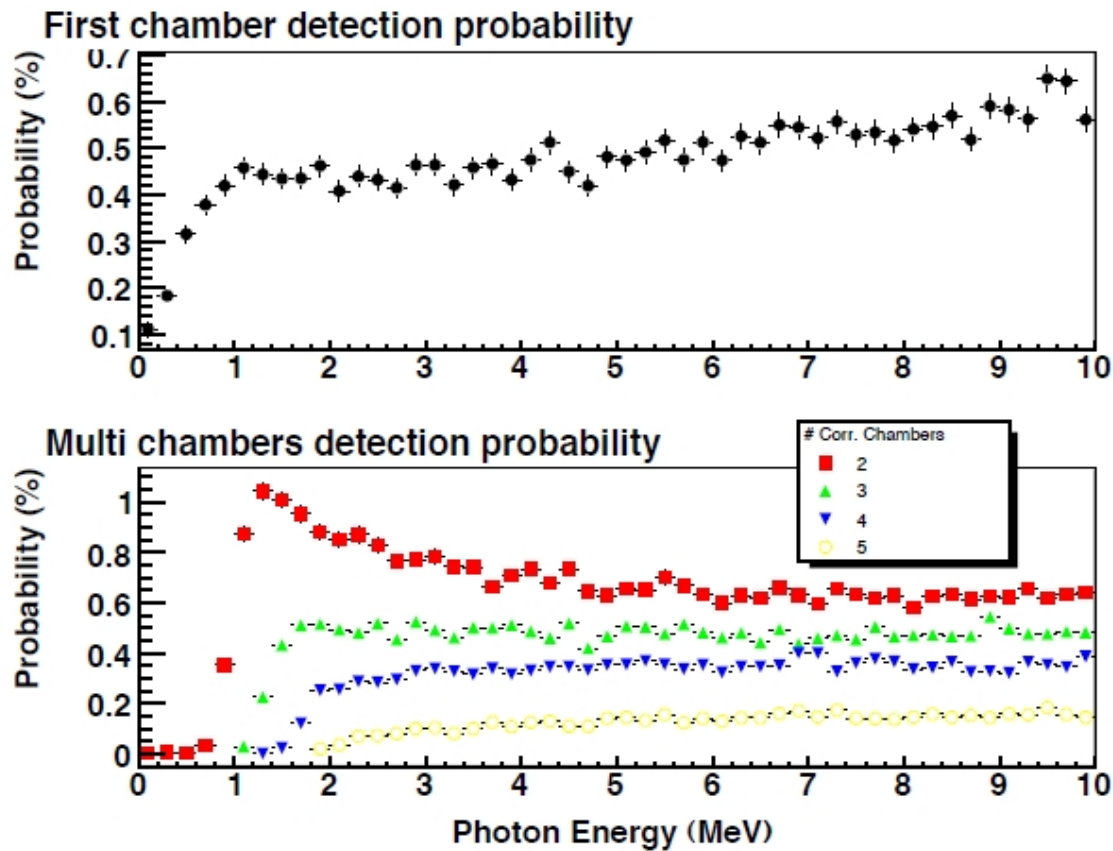 First chamber detection probability
Probability (%)
0.7
0.6
0.5
0.4
0.3
0.2
0.1
0 1 2 3 4 5 6 7 8 9 10
Multi chambers detection probability
Probability (%)
1
0.8
0.6
0.4
0.2
0
# Corr. Chambers
2
3
4
5
0 1 2 3 4 5 6 7 8 9 10
Photon Energy (MeV)